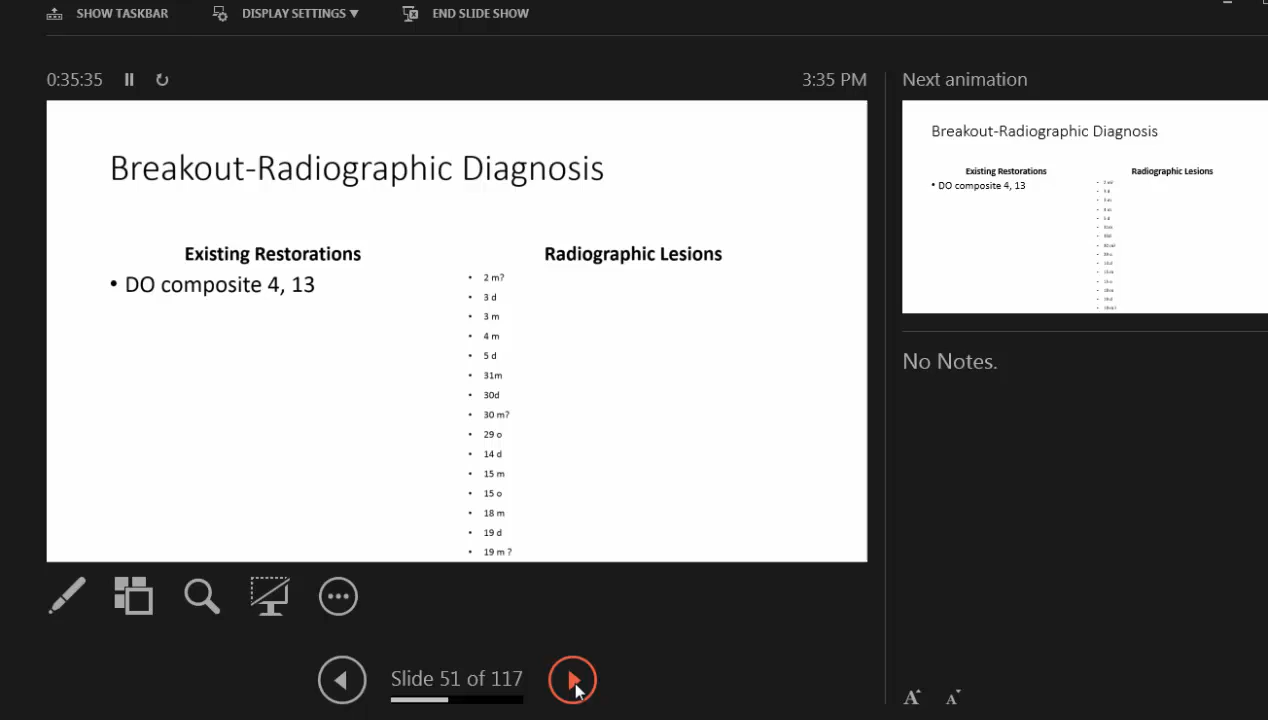 SHOW TASKBAR DISPLAY SETTINGS ▼ END SLIDE SHOW
0:35:35 3:35 PM
Breakout-Radiographic Diagnosis
Existing Restorations
• DO composite 4, 13
Radiographic Lesions
• 2 m?
• 3 d
• 3 m
• 4 m
• 5 d
• 31m
• 30d
• 30 m?
• 29 o
• 14 d
• 15 m
• 15 o
• 18 m
• 19 d
• 19 m ?
Slide 51 of 117
Next animation
Breakout-Radiographic Diagnosis
Existing Restorations
• DO composite 4, 13
Radiographic Lesions
No Notes.
A A